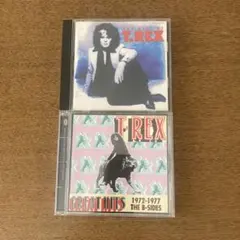 T.REX
T·REX
GREAT HITS
1972-1977
THE B-SIDES